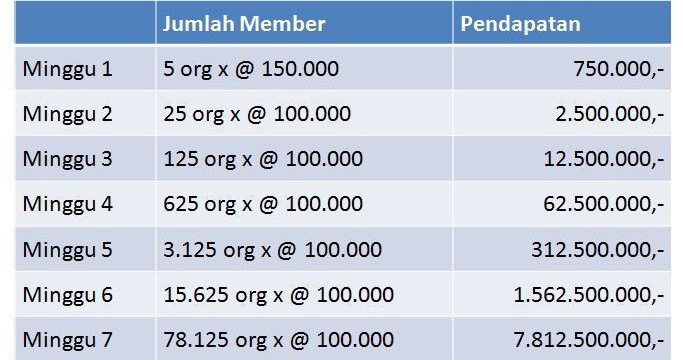 Jumlah Member Pendapatan
Minggu 1 5 org x @ 150.000 750.000,-
Minggu 2 25 org x @ 100.000 2.500.000,-
Minggu 3 125 org x @ 100.000 12.500.000,-
Minggu 4 625 org x @ 100.000 62.500.000,-
Minggu 5 3.125 org x @ 100.000 312.500.000,-
Minggu 6 15.625 org x @ 100.000 1.562.500.000,-
Minggu 7 78.125 org x @ 100.000 7.812.500.000,-